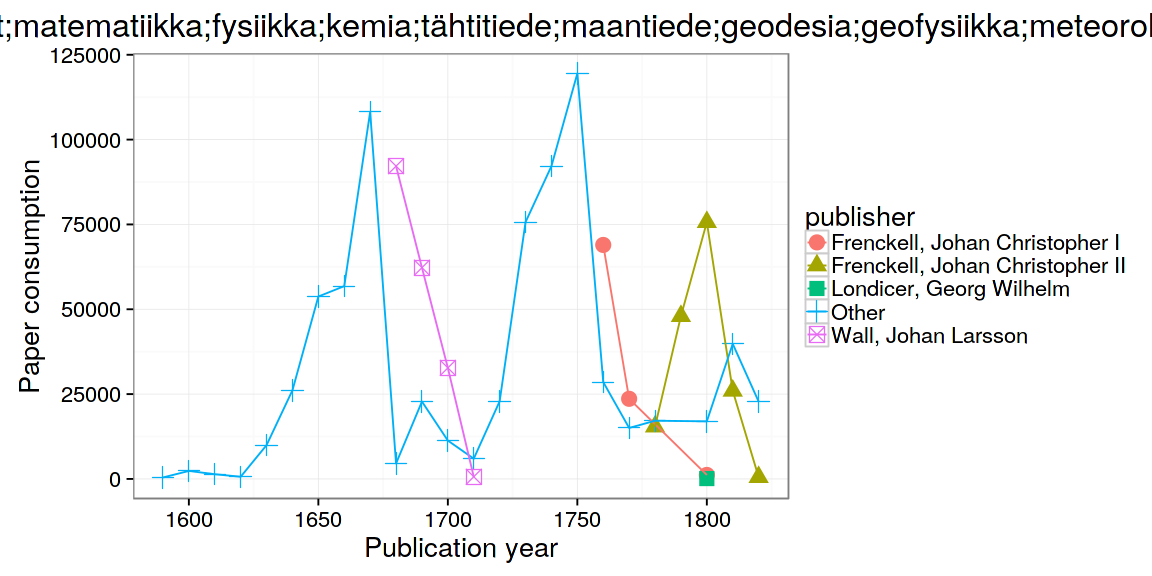 t;matematiikka;fysiikka;kemia;tähtitiede;maantiede;geodesia;geofysiikka;meteorol
125000
100000
75000
50000
25000
0
Paper consumption
1600 1650 1700 1750 1800
Publication year
publisher
Frenckell, Johan Christopher I
Frenckell, Johan Christopher II
Londicer, Georg Wilhelm
Other
Wall, Johan Larsson